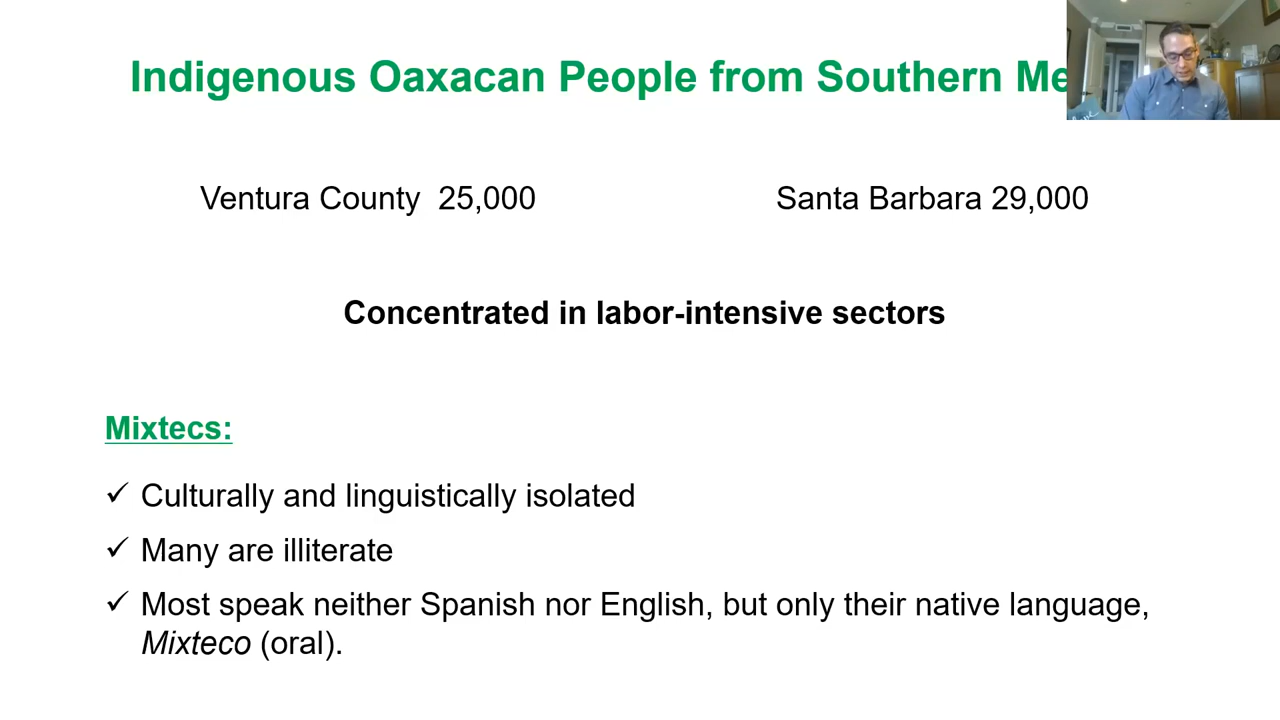 Indigenous Oaxacan People from Southern
Ventura County 25,000
Santa Barbara 29,000
Concentrated in labor-intensive sectors
Mixtecs:
✓ Culturally and linguistically isolated
✓ Many are illiterate
✓ Most speak neither Spanish nor English, but only their native language,
Mixteco (oral).